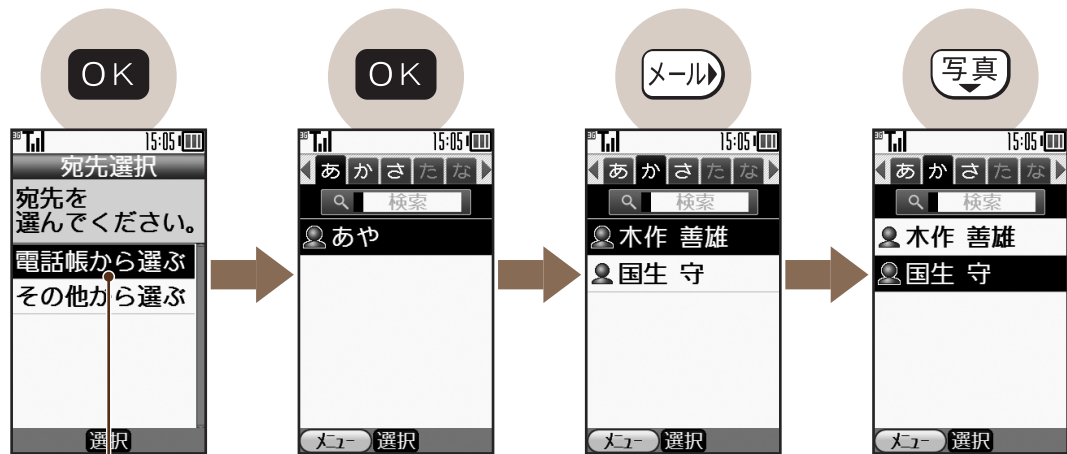 OK
OK
メール
写真
3G 15:05
宛先選択
宛先を
選んでください。
電話帳から選ぶ
その他から選ぶ
選択
3G 15:05
あ か さ た な
検索
あや
メニュー 選択
3G 15:05
あ か さ た な
検索
木作 善雄
国生 守
メニュー 選択
3G 15:05
あ か さ た な
検索
木作 善雄
国生 守
メニュー 選択